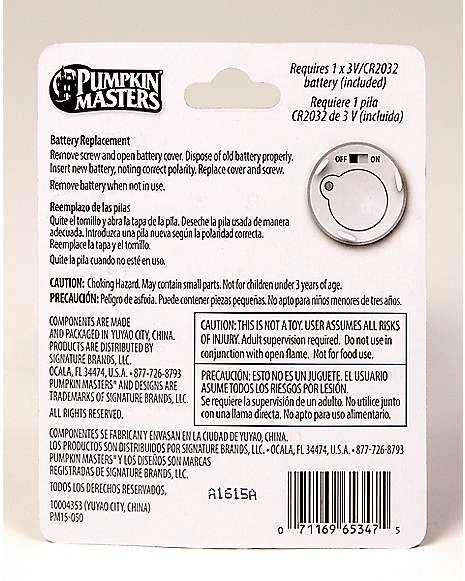 PUMPKIN
MASTERS®
Requires 1 x 3V/CR2032
battery (included)
Requiere 1 pila
CR2032 de 3 V (incluida)
Battery Replacement
Remove screw and open battery cover. Dispose of old battery properly.
Insert new battery, noting correct polarity. Replace cover and screw.
Remove battery when not in use.
OFF ON
Reemplazo de las pilas
Quite el tornillo y abra la tapa de la pila. Deseche la pila usada de manera
adecuada. Introduzca una pila nueva según la polaridad correcta.
Reemplace la tapa y el tornillo.
Quite la pila cuando no esté en uso.
CAUTION: Choking Hazard. May contain small parts. Not for children under 3 years of age.
PRECAUCIÓN: Peligro de asfixia. Puede contener piezas pequeñas. No apto para niños menores de tres años.
COMPONENTS ARE MADE
AND PACKAGED IN YUYAO CITY, CHINA.
PRODUCTS ARE DISTRIBUTED BY
SIGNATURE BRANDS, LLC.
OCALA, FL 34474, U.S.A. • 877-726-8793
PUMPKIN MASTERS® AND DESIGNS ARE
TRADEMARKS OF SIGNATURE BRANDS, LLC.
ALL RIGHTS RESERVED.
CAUTION: THIS IS NOT A TOY. USER ASSUMES ALL RISKS
OF INJURY. Adult supervision required. Do not use in
conjunction with open flame. Not for food use.
PRECAUCIÓN: ESTO NO ES UN JUGUETE. EL USUARIO
ASUME TODOS LOS RIESGOS POR LESIÓN.
Se requiere la supervisión de un adulto. No utilice junto
con una llama directa. No apto para uso alimentario.
COMPONENTES SE FABRICAN Y ENVASAN EN LA CIUDAD DE YUYAO, CHINA.
LOS PRODUCTOS SON DISTRIBUIDOS POR SIGNATURE BRANDS, LLC. • OCALA, FL 34474, U.S.A. • 877-726-8793
PUMPKIN MASTERS® Y LOS DISEÑOS SON MARCAS
REGISTRADAS DE SIGNATURE BRANDS, LLC.
TODOS LOS DERECHOS RESERVADOS.
A1615A
10004353 (YUYAO CITY, CHINA)
PM15-050
0 71169 65347 5